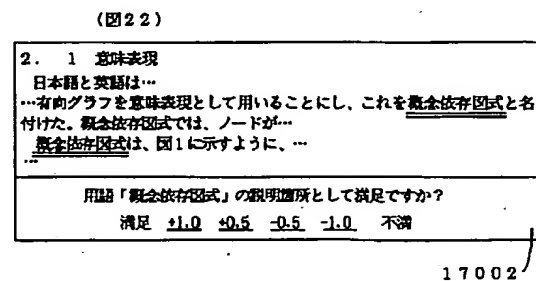 (図22)
2. 1 意味表現
日本語と英語は…
…有向グラフを意味表現として用いることにし、これを概念依存図式と名
付けた。概念依存図式では、ノードが…
概念依存図式は、図1に示すように、…
…
用語「概念依存図式」の説明箇所として満足ですか?
満足 +1.0 +0.5 -0.5 -1.0 不満
17002